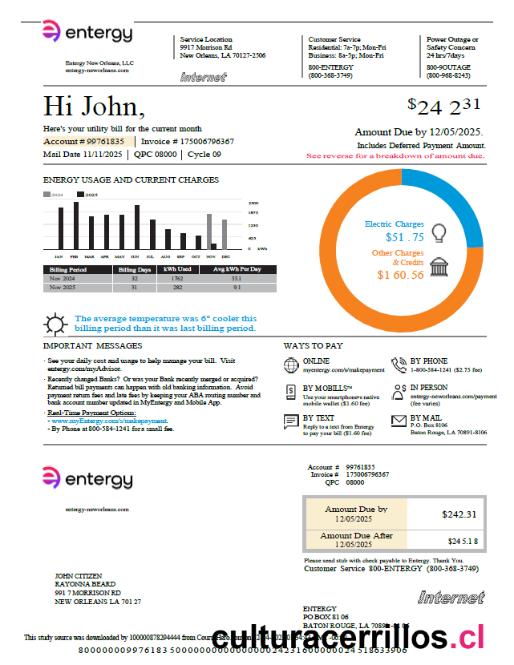 entergy
Entergy New Orleans, LLC
entergy-neworleans.com
Service Location
9917 Morrison Rd
New Orleans, LA 70127-2506
Internet
Customer Service
Residential: 7a-7p; Mon-Fri
Business: 8a-5p; Mon-Fri
800-ENTERGY
(800-368-3749)
Power Outage or
Safety Concern
24 hrs/7days
800-9OUTAGE
(800-968-8243)
Hi John,
$24 2 31
Here's your utility bill for the current month
Amount Due by 12/05/2025.
Account # 99761835 | Invoice # 175006796367
Includes Deferred Payment Amount.
Mail Date 11/11/2025 | QPC 08000 | Cycle 09
See reverse for a breakdown of amount due.
ENERGY USAGE AND CURRENT CHARGES
2024 2025
JAN FEB MAR APR MAY JUN JUL AUG SEP OCT NOV DEC
0 kWh
Billing Period Billing Days kWh Used Avg kWh Per Day
Nov 2024 32 1762 55.1
Nov 2025 31 282 9.1
Electric Charges
$51.75
Other Charges
& Credits
$1 60.56
The average temperature was 6° cooler this
billing period than it was last billing period.
IMPORTANT MESSAGES
· See your daily cost and usage to help manage your bill. Visit
entergy.com/myAdvisor.
· Recently changed Banks? Or was your Bank recently merged or acquired?
Returned bill payments can happen with old banking information. Avoid
payment return fees and late fees by keeping your ABA routing number and
bank account number updated in MyEntergy and Mobile App.
· Real-Time Payment Options:
- www.myEntergy.com/s/makepayment.
- By Phone at 800-584-1241 for a small fee.
WAYS TO PAY
ONLINE
myentergy.com/s/makepayment
BY PHONE
1-800-584-1241 ($2.75 fee)
BY MOBILE™
Use your smartphone's native
mobile wallet ($1.60 fee)
IN PERSON
entergy-neworleans.com/payment
(fee varies)
BY TEXT
Reply to a text from Entergy
to pay your bill ($1.60 fee)
BY MAIL
P.O. Box 8106
Baton Rouge, LA 70891-8106
entergy
entergy-neworleans.com
Account # 99761835
Invoice # 175006796367
QPC 08000
Amount Due by
12/05/2025
$242.31
Amount Due After
12/05/2025
$24 5.1 8
Please send stub with check payable to Entergy. Thank You.
Customer Service 800-ENTERGY (800-368-3749)
JOHN CITIZEN
RAYONNA BEARD
991 7 MORRISON RD
NEW ORLEANS LA 701 27
Internet
ENTERGY
PO BOX 81 06
BATON ROUGE, LA
This study source was downloaded by 100000878294444 from
sulturacerrillos.cl